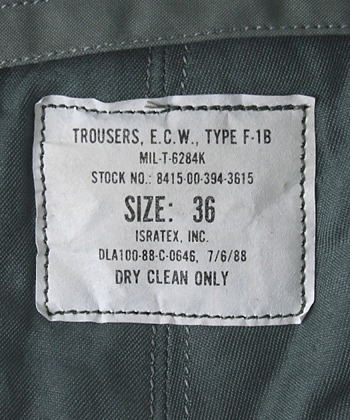 TROUSERS, E.C.W., TYPE F-1B
MIL-T-6284K
STOCK NO.: 8415-00-394-3615
SIZE: 36
ISRATEX, INC.
DLA100-88-C-0646, 7/6/88
DRY CLEAN ONLY